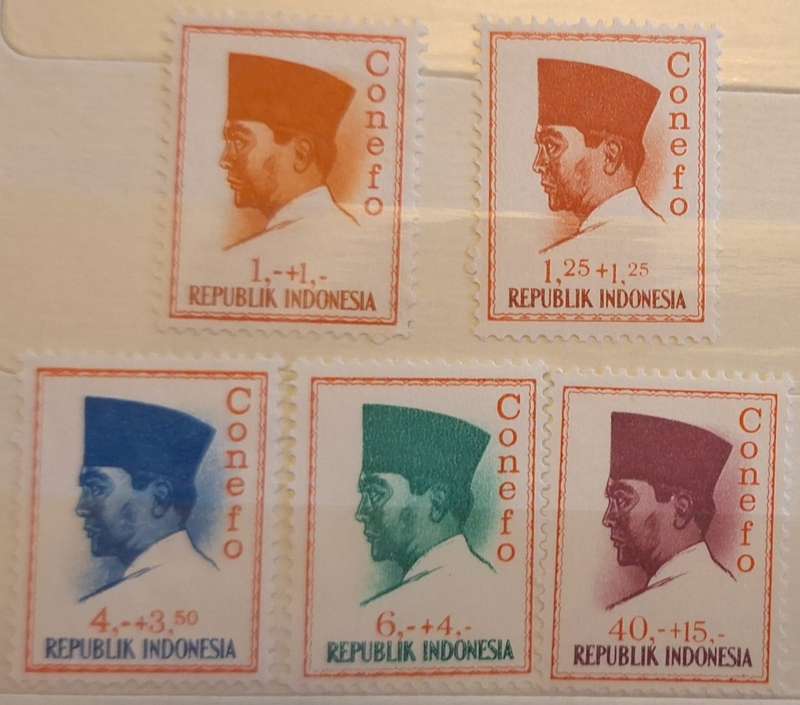 Conefo
1,-+1,-
REPUBLIK INDONESIA
Conefo
1,25+1,25
REPUBLIK INDONESIA
Conefo
4,-+3,50
REPUBLIK INDONESIA
Conefo
6,-+4,-
REPUBLIK INDONESIA
Conefo
40,-+15,-
REPUBLIK INDONESIA